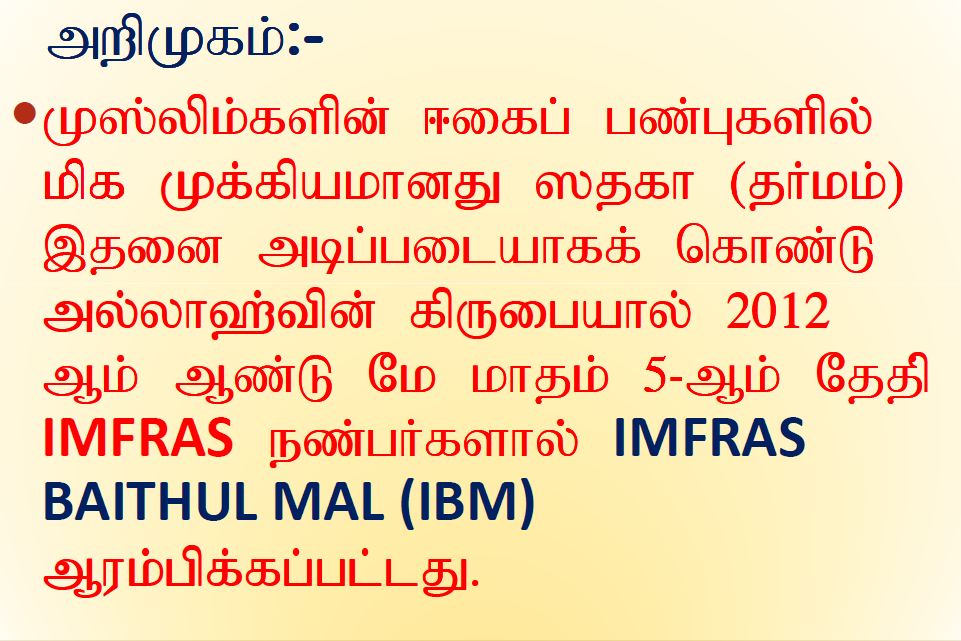 அறிமுகம்:-
•முஸ்லிம்களின் ஈகைப் பண்புகளில்
மிக முக்கியமானது ஸதகா (தர்மம்)
இதனை அடிப்படையாகக் கொண்டு
அல்லாஹ்வின் கிருபையால் 2012
ஆம் ஆண்டு மே மாதம் 5-ஆம் தேதி
IMFRAS நண்பர்களால் IMFRAS
BAITHUL MAL (IBM)
ஆரம்பிக்கப்பட்டது.